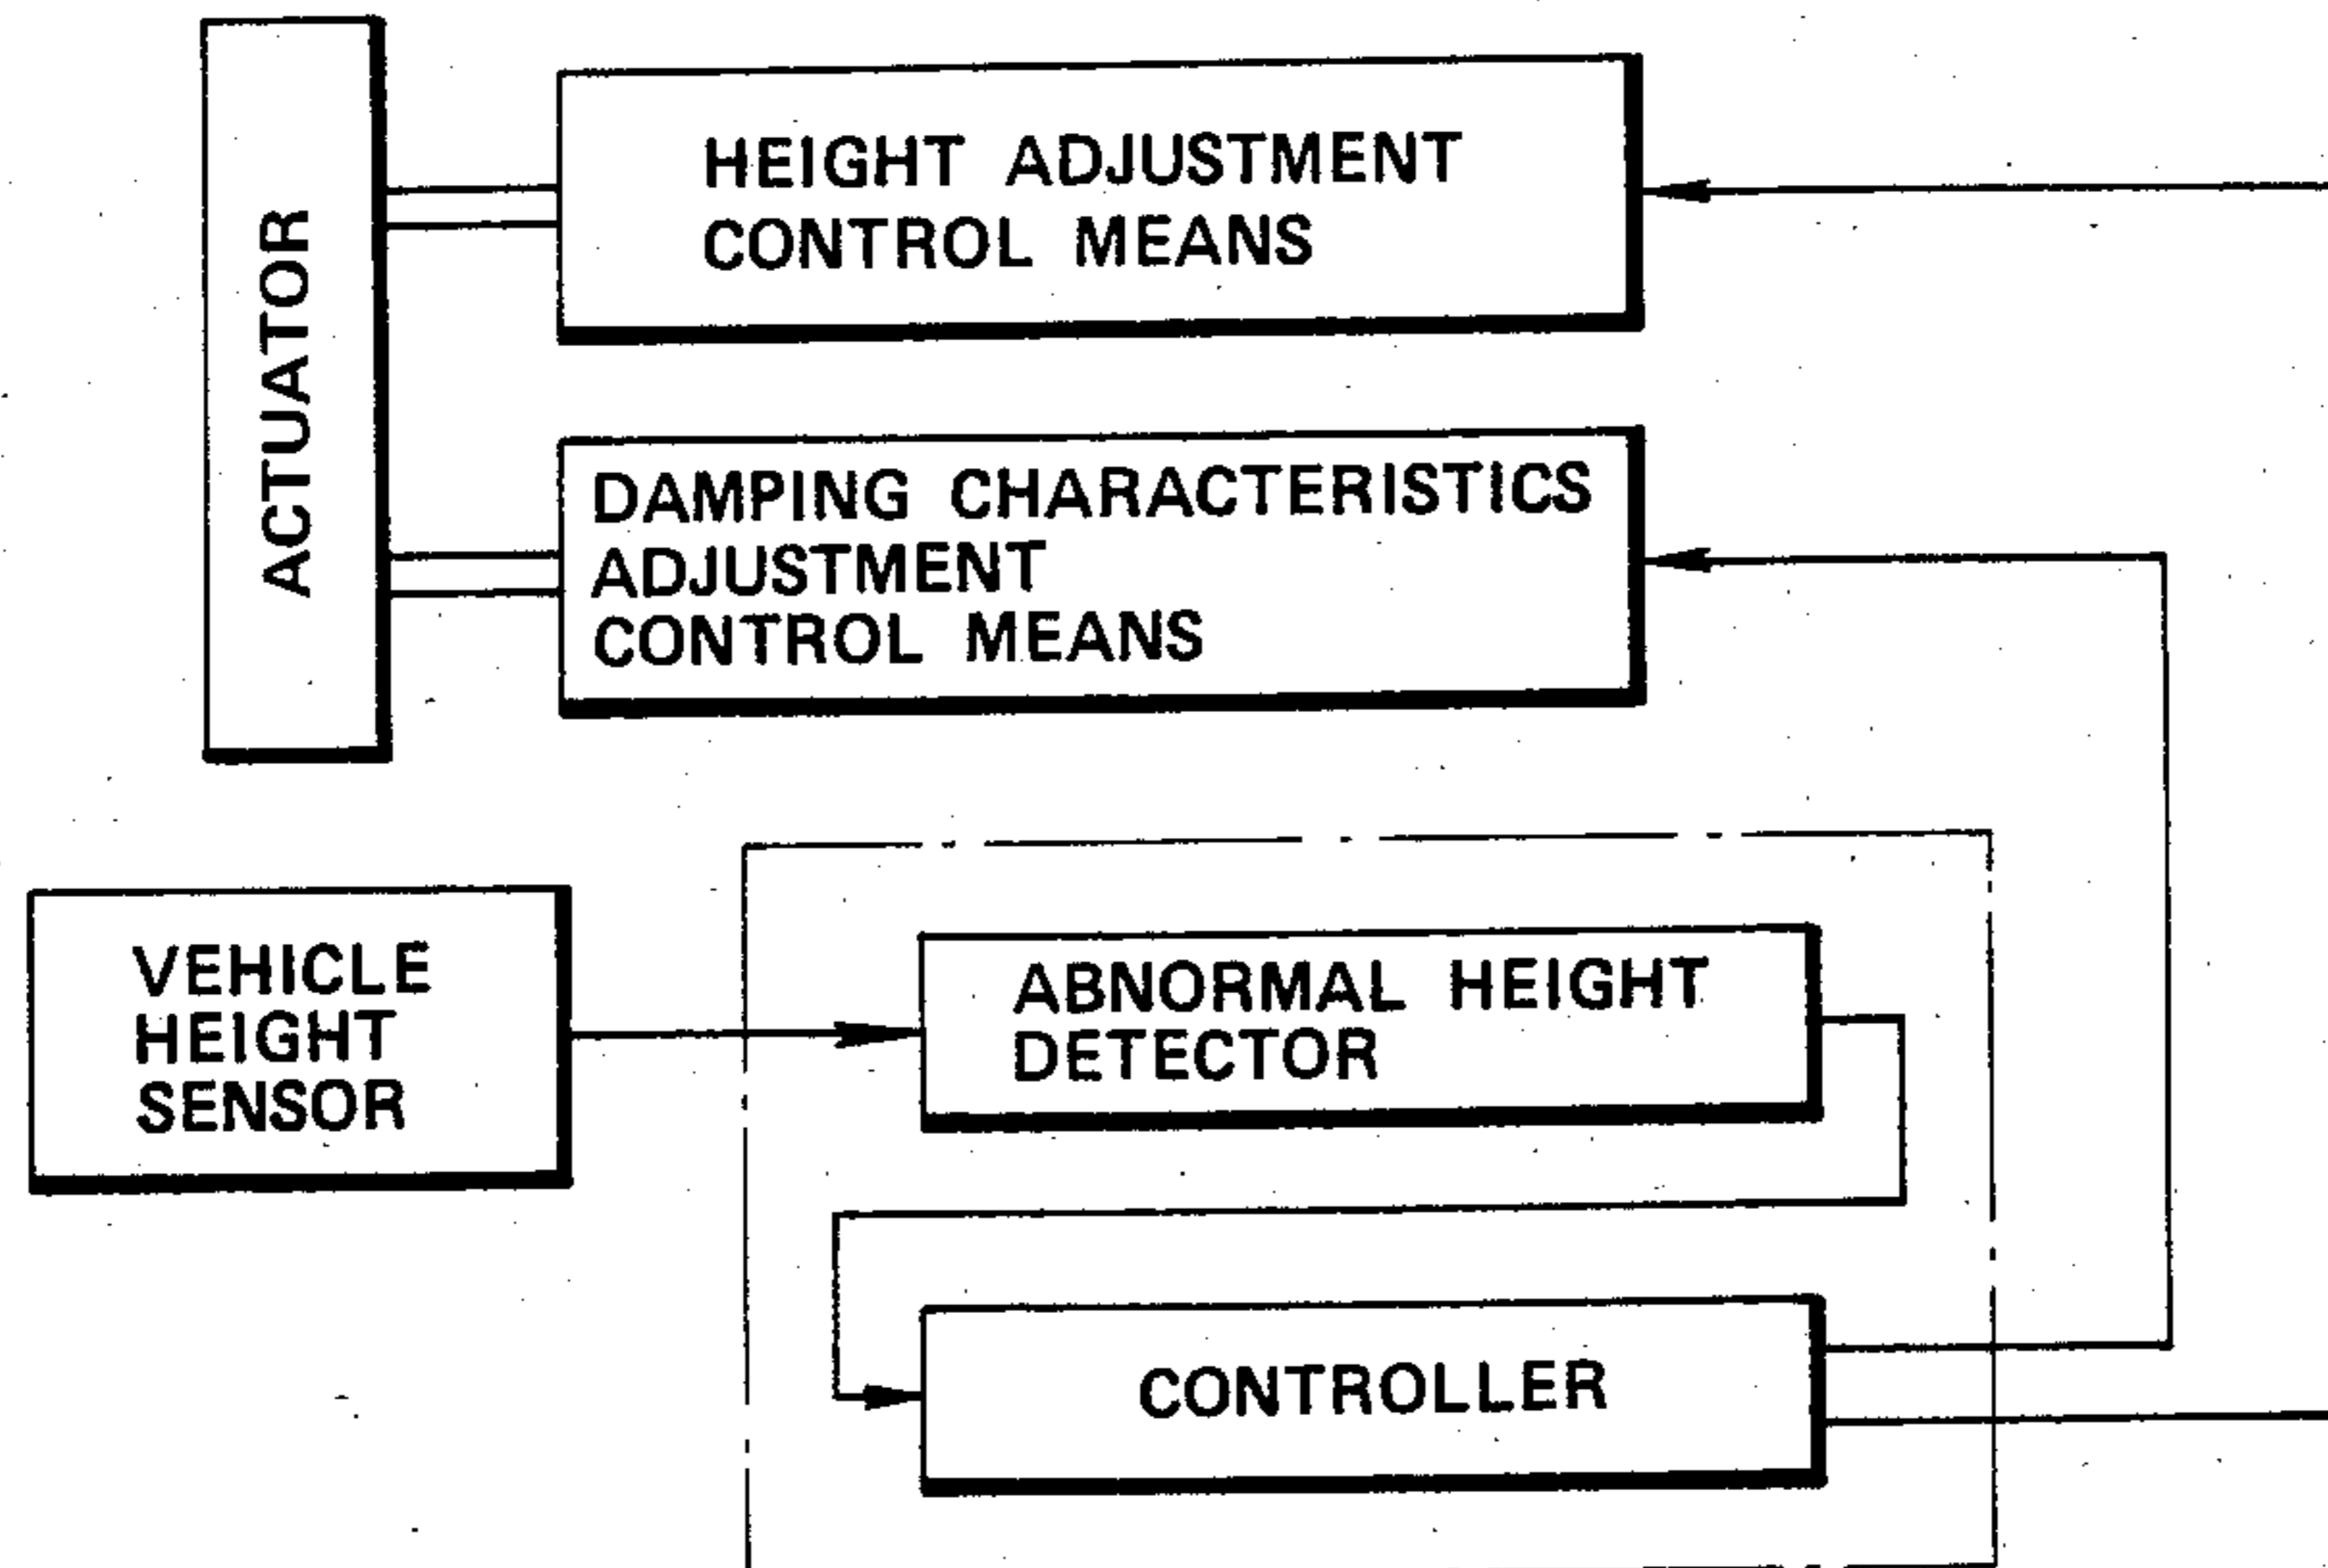 ACTUATOR
HEIGHT ADJUSTMENT
CONTROL MEANS
DAMPING CHARACTERISTICS
ADJUSTMENT
CONTROL MEANS
VEHICLE
HEIGHT
SENSOR
ABNORMAL HEIGHT
DETECTOR
CONTROLLER